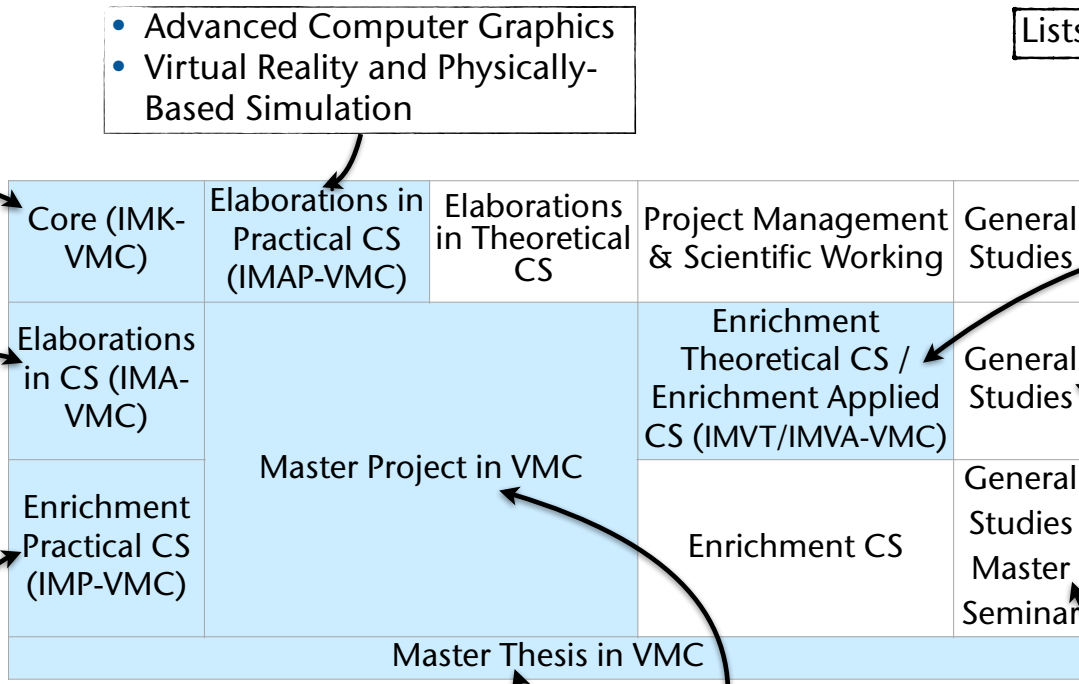 • Advanced Computer Graphics
• Virtual Reality and Physically-
Based Simulation
Lists
Core (IMK-
VMC)
Elaborations in
Practical CS
(IMAP-VMC)
Elaborations
in Theoretical
CS
Project Management
& Scientific Working
General
Studies
Elaborations
in CS (IMA-
VMC)
Master Project in VMC
Enrichment
Theoretical CS /
Enrichment Applied
CS (IMVT/IMVA-VMC)
General
Studies
Enrichment
Practical CS
(IMP-VMC)
Enrichment CS
General
Studies
Master
Seminar
Master Thesis in VMC